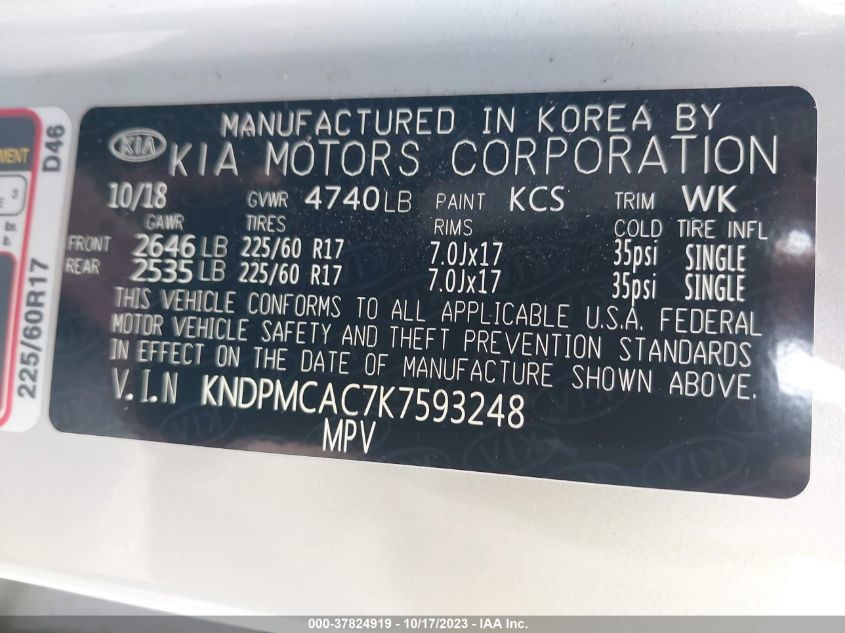 MENT
E 3
225/60R17 D46
MANUFACTURED IN KOREA BY
KIA KIA MOTORS CORPORATION
10/18 GVWR 4740LB PAINT KCS TRIM WK
GAWR TIRES RIMS COLD TIRE INFL
FRONT 2646 LB 225/60 R17 7.0Jx17 35psi SINGLE
REAR 2535 LB 225/60 R17 7.0Jx17 35psi SINGLE
THIS VEHICLE CONFORMS TO ALL APPLICABLE U.S.A. FEDERAL
MOTOR VEHICLE SAFETY AND THEFT PREVENTION STANDARDS
IN EFFECT ON THE DATE OF MANUFACTURE SHOWN ABOVE.
V.I.N KNDPMCAC7K7593248
MPV
000-37824919 - 10/17/2023 - IAA Inc.